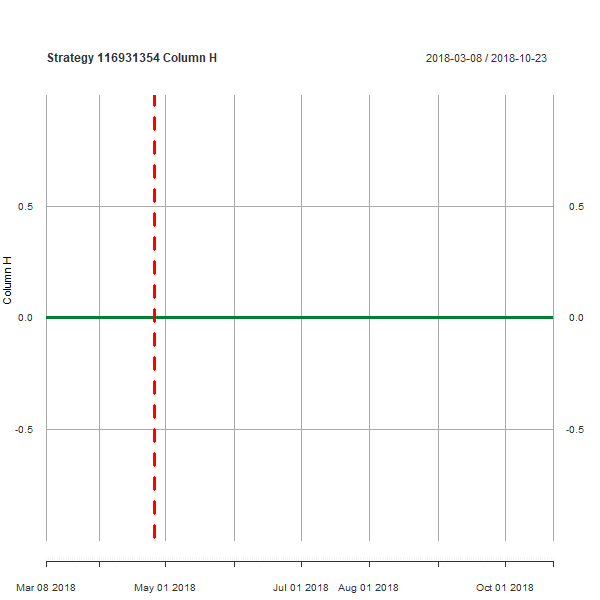 Strategy 116931354 Column H
2018-03-08 / 2018-10-23
Column H
0.5
0.0
-0.5
0.5
0.0
-0.5
Mar 08 2018
May 01 2018
Jul 01 2018
Aug 01 2018
Oct 01 2018